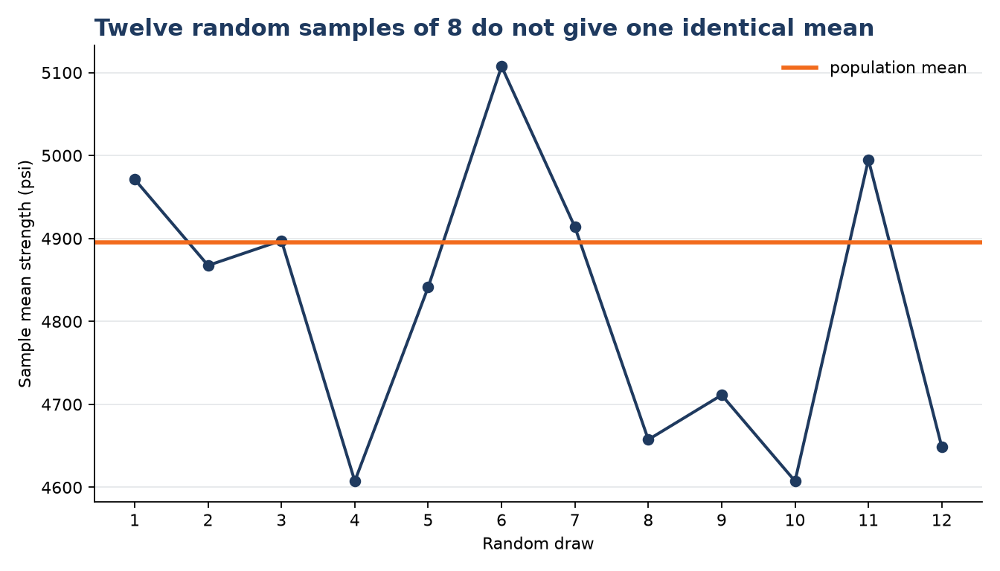 Twelve random samples of 8 do not give one identical mean
population mean
Sample mean strength (psi)
5100
5000
4900
4800
4700
4600
1 2 3 4 5 6 7 8 9 10 11 12
Random draw